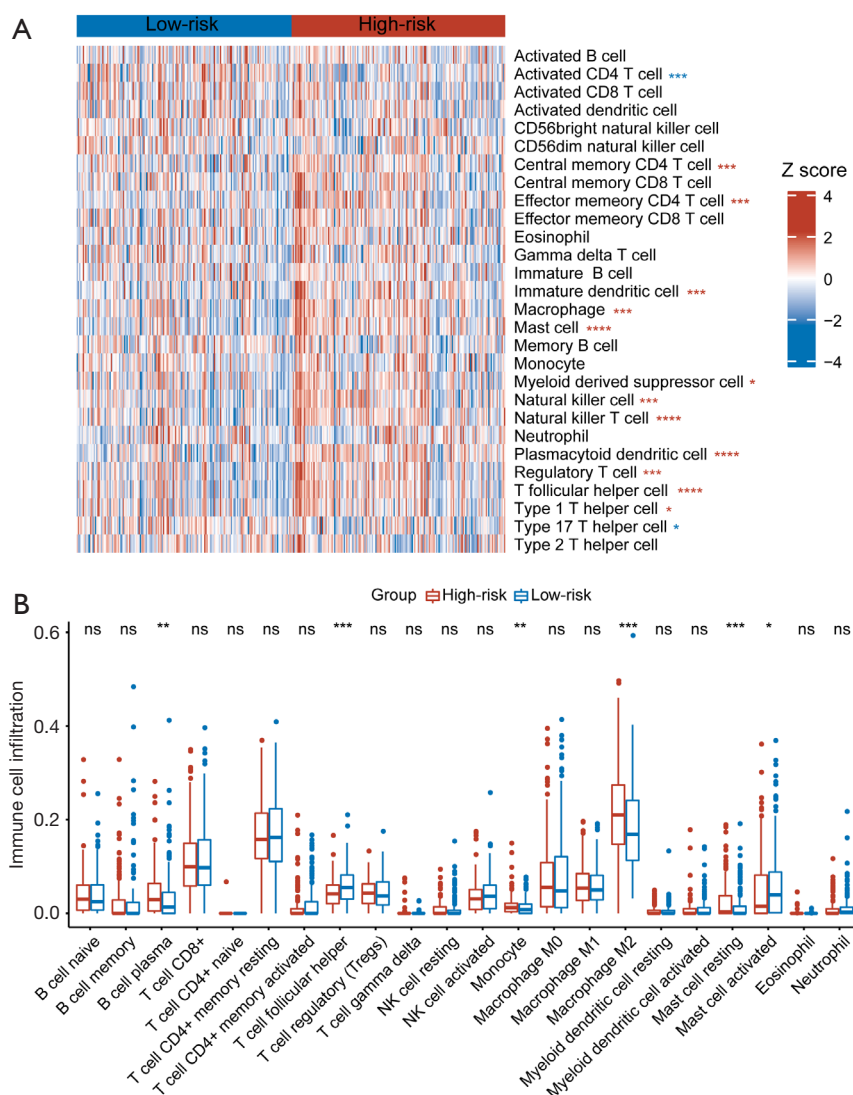 A
Low-risk High-risk
Activated B cell
Activated CD4 T cell ***
Activated CD8 T cell
Activated dendritic cell
CD56bright natural killer cell
CD56dim natural killer cell
Central memory CD4 T cell ***
Central memory CD8 T cell
Effector memeory CD4 T cell ***
Effector memeory CD8 T cell
Eosinophil
Gamma delta T cell
Immature B cell
Immature dendritic cell ***
Macrophage ***
Mast cell ****
Memory B cell
Monocyte
Myeloid derived suppressor cell *
Natural killer cell ***
Natural killer T cell ****
Neutrophil
Plasmacytoid dendritic cell ****
Regulatory T cell ***
T follicular helper cell ****
Type 1 T helper cell *
Type 17 T helper cell *
Type 2 T helper cell
Z score
4
2
0
−2
−4
B
Group High-risk Low-risk
ns ns ** ns ns ns ns *** ns ns ns ns ** ns ns *** ns ns *** * ns ns
Immune cell infiltration
0.6
0.4
0.2
0.0
B cell naive
B cell memory
B cell plasma
T cell CD8+
T cell CD4+ naive
T cell CD4+ memory resting
T cell CD4+ memory activated
T cell follicular helper
T cell regulatory (Tregs)
T cell gamma delta
NK cell resting
NK cell activated
Monocyte
Macrophage M0
Macrophage M1
Macrophage M2
Myeloid dendritic cell resting
Myeloid dendritic cell activated
Mast cell resting
Mast cell activated
Eosinophil
Neutrophil